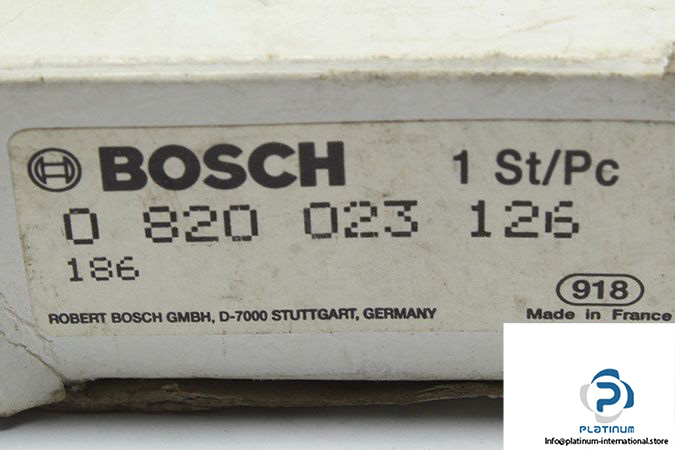 BOSCH 1 St/Pc
0 820 023 126
186
918
ROBERT BOSCH GMBH, D-7000 STUTTGART, GERMANY
Made in France
PLATINUM
Info@platinum-international.store